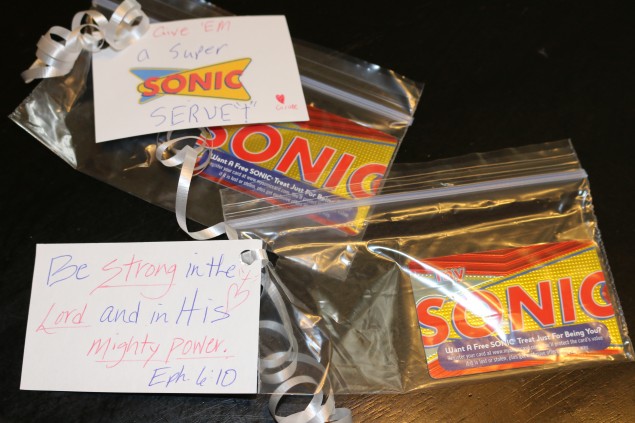 Give 'EM
a Super
SONIC
SERVE"t"
SONIC
Want A Free SONIC® Treat Just For Being You?
Be Strong in the
Lord and in His
mighty power.
Eph 6:10
SONIC
Want A Free SONIC® Treat Just For Being You?